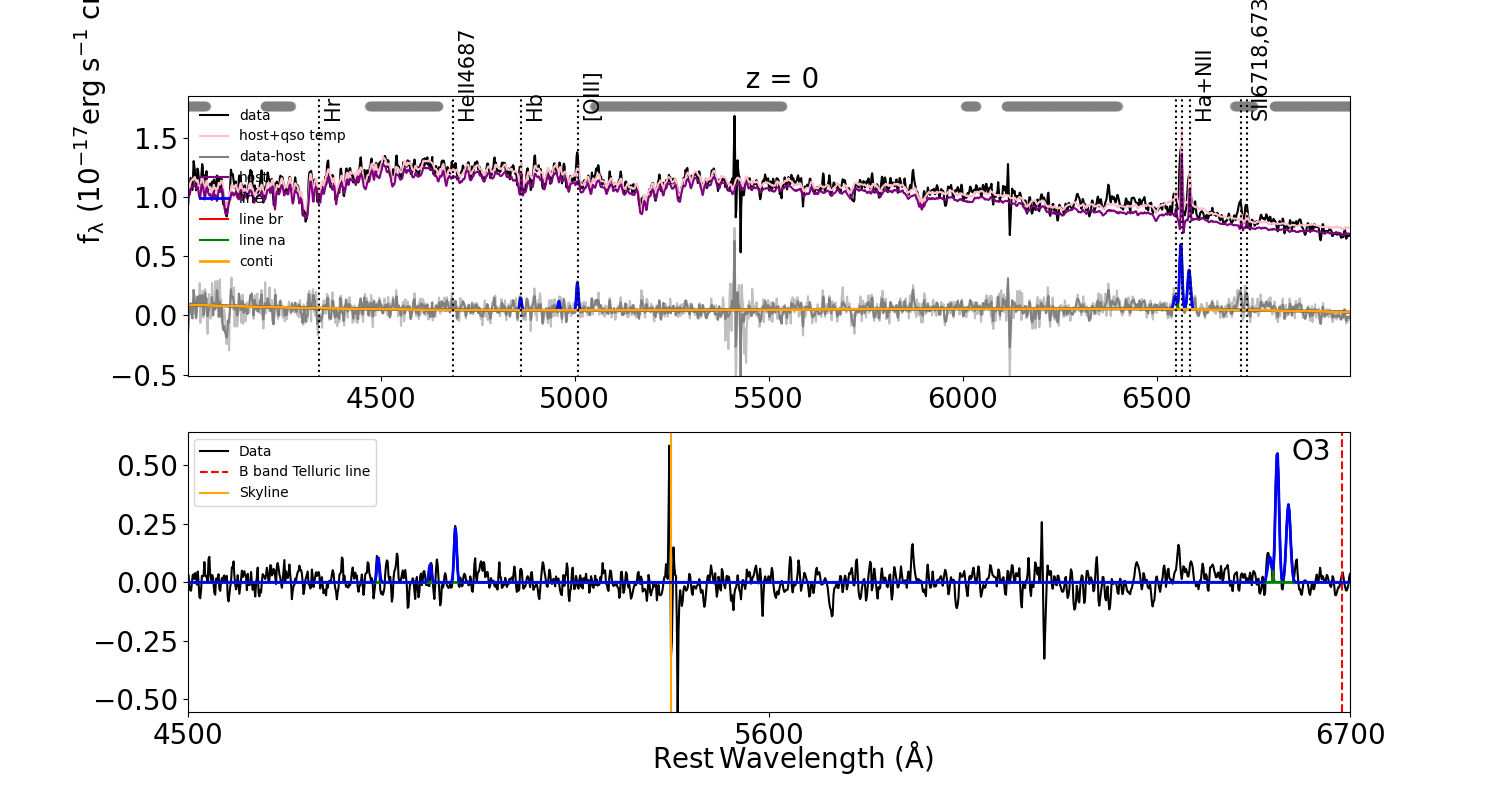 z = 0
f_λ (10⁻¹⁷erg s⁻¹ c
Hr
HeII4687
Hb
[OIII]
Ha+NII
SII6718,673
data
host+qso temp
data-host
host
line
line br
line na
conti
1.5
1.0
0.5
0.0
−0.5
4500 5000 5500 6000 6500
Data
B band Telluric line
Skyline
O3
0.50
0.25
0.00
−0.25
−0.50
4500 5600 6700
Rest Wavelength (Å)